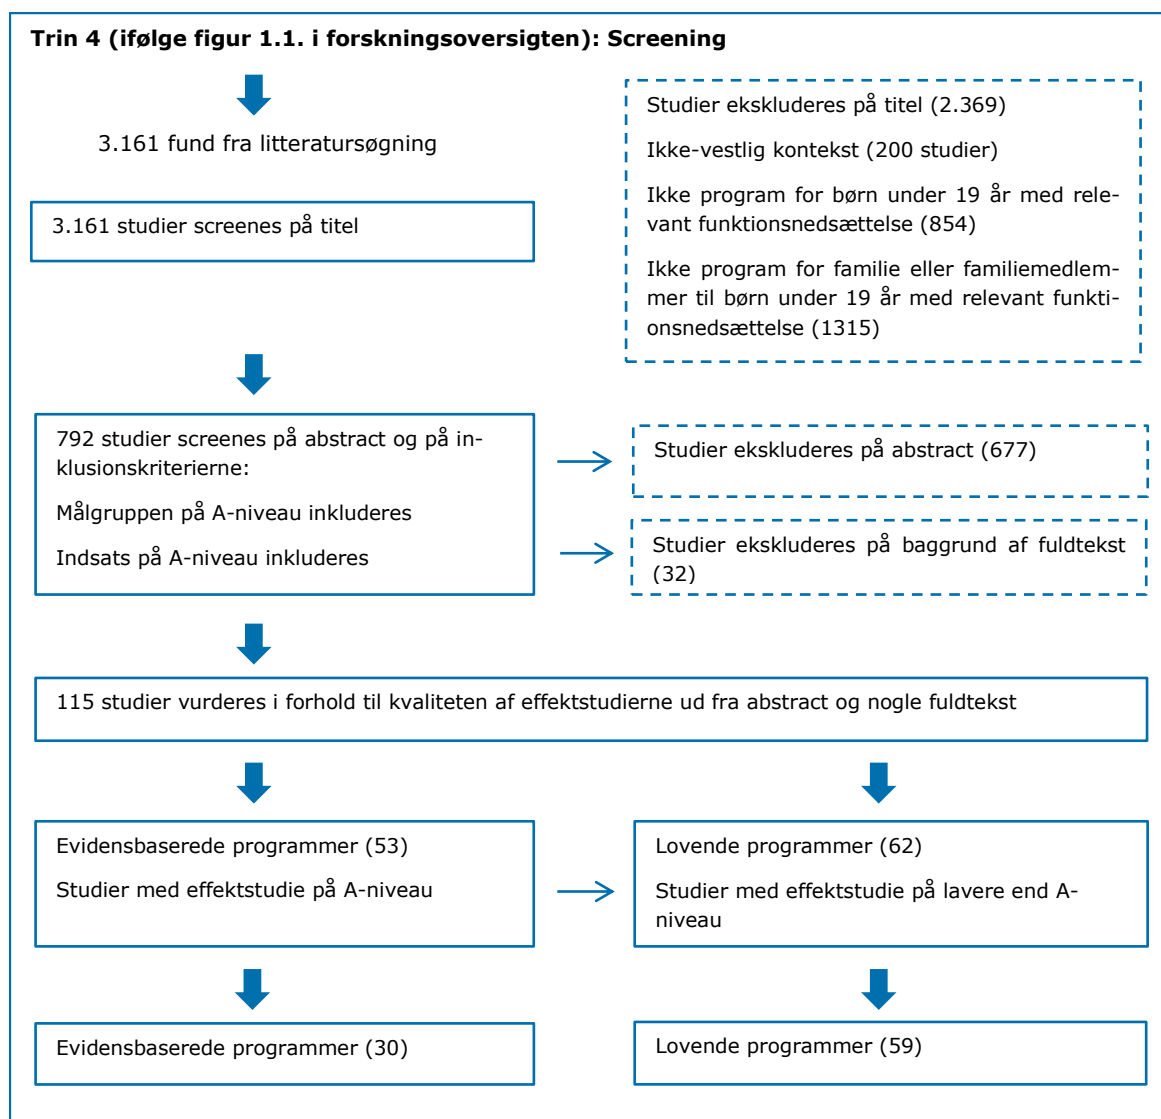 Trin 4 (ifølge figur 1.1. i forskningsoversigten): Screening
3.161 fund fra litteratursøgning
3.161 studier screenes på titel
Studier ekskluderes på titel (2.369)
Ikke-vestlig kontekst (200 studier)
Ikke program for børn under 19 år med rele-
vant funktionsnedsættelse (854)
Ikke program for familie eller familiemedlem-
mer til børn under 19 år med relevant funkti-
onsnedsættelse (1315)
792 studier screenes på abstract og på in-
klusionskriterierne:
Målgruppen på A-niveau inkluderes
Indsats på A-niveau inkluderes
Studier ekskluderes på abstract (677)
Studier ekskluderes på baggrund af fuldtekst
(32)
115 studier vurderes i forhold til kvaliteten af effektstudierne ud fra abstract og nogle fuldtekst
Evidensbaserede programmer (53)
Studier med effektstudie på A-niveau
Lovende programmer (62)
Studier med effektstudie på lavere end A-
niveau
Evidensbaserede programmer (30)
Lovende programmer (59)